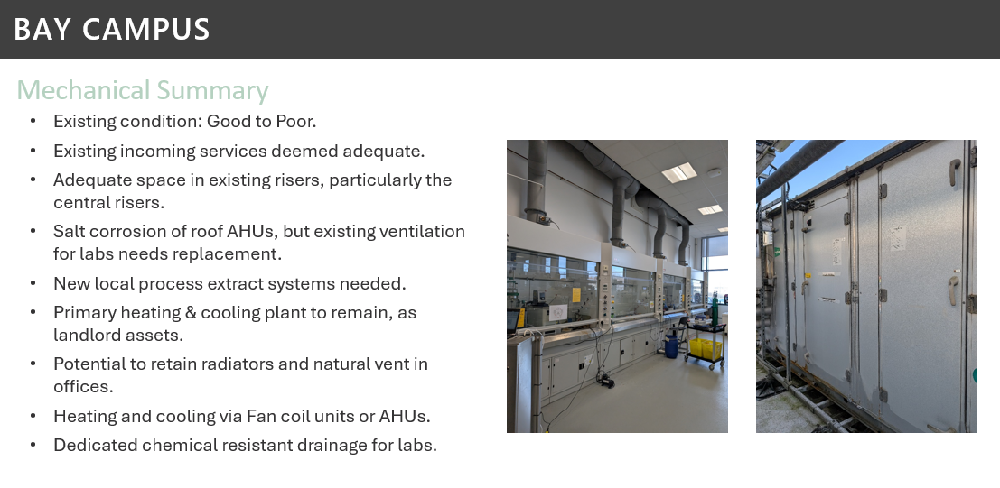 BAY CAMPUS
Mechanical Summary
• Existing condition: Good to Poor.
• Existing incoming services deemed adequate.
• Adequate space in existing risers, particularly the
central risers.
• Salt corrosion of roof AHUs, but existing ventilation
for labs needs replacement.
• New local process extract systems needed.
• Primary heating & cooling plant to remain, as
landlord assets.
• Potential to retain radiators and natural vent in
offices.
• Heating and cooling via Fan coil units or AHUs.
• Dedicated chemical resistant drainage for labs.